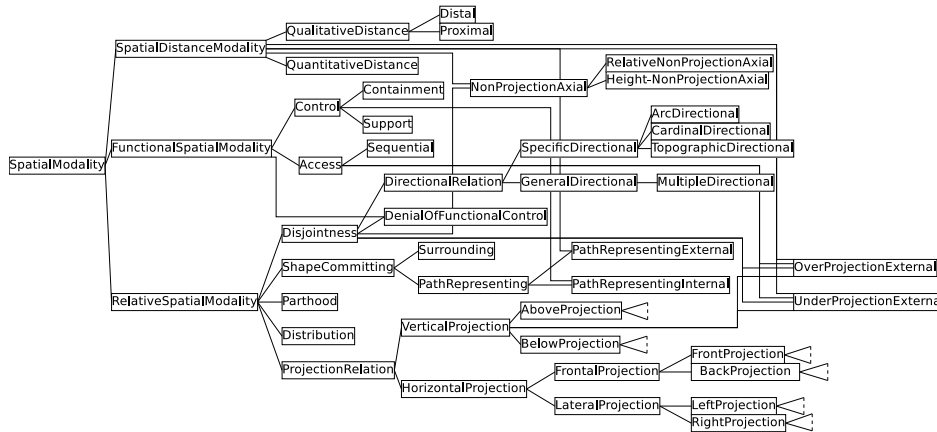 Distal
QualitativeDistance
Proximal
SpatialDistanceModality
QuantitativeDistance
RelativeNonProjectionAxial
Height-NonProjectionAxial
NonProjectionAxial
Containment
Control
ArcDirectional
Support
CardinalDirectional
FunctionalSpatialModality
Sequential
SpecificDirectional
TopographicDirectional
SpatialModality
Access
DirectionalRelation
GeneralDirectional
MultipleDirectional
DenialOfFunctionalControl
Disjointness
Surrounding
PathRepresentingExternal
ShapeCommitting
OverProjectionExternal
PathRepresenting
PathRepresentingInternal
RelativeSpatialModality
Parthood
UnderProjectionExternal
AboveProjection
VerticalProjection
Distribution
BelowProjection
FrontProjection
ProjectionRelation
FrontalProjection
BackProjection
HorizontalProjection
LateralProjection
LeftProjection
RightProjection